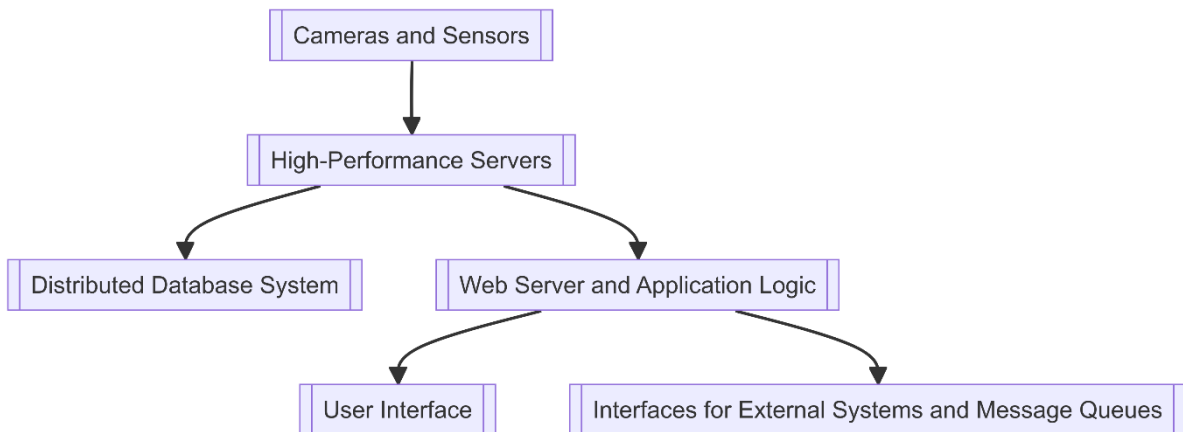 Cameras and Sensors
High-Performance Servers
Distributed Database System
Web Server and Application Logic
User Interface
Interfaces for External Systems and Message Queues